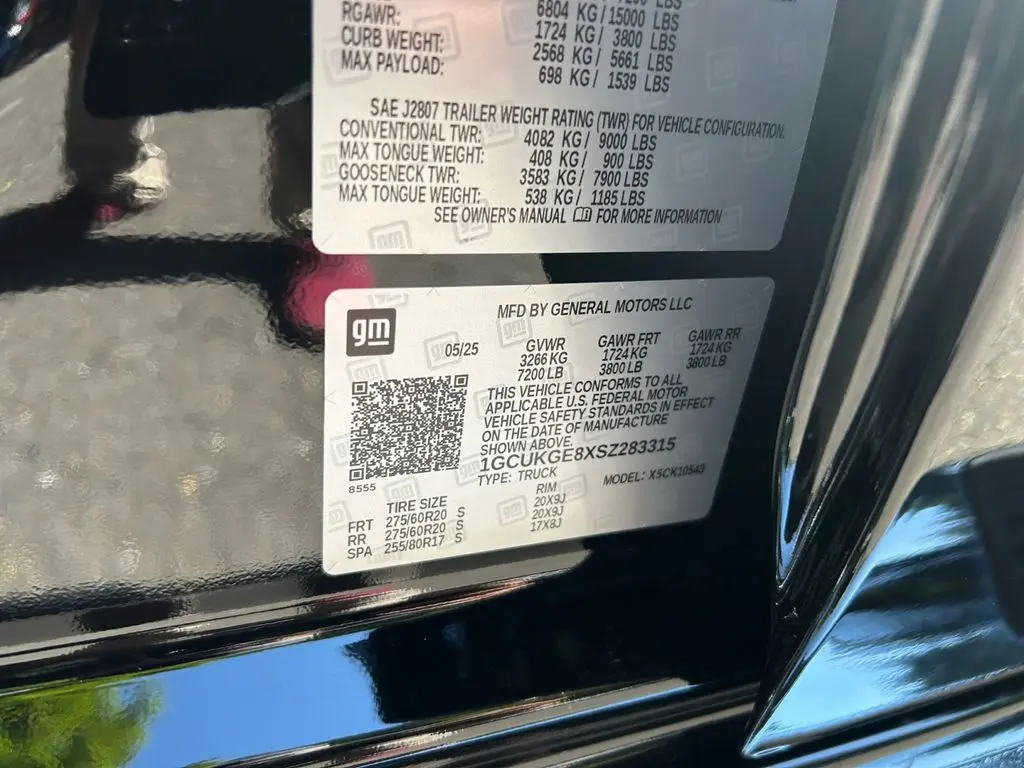 RGAWR: 6804 KG/ 15000 LBS
CURB WEIGHT: 1724 KG / 3800 LBS
MAX PAYLOAD: 2568 KG / 5661 LBS
698 KG / 1539 LBS
SAE J2807 TRAILER WEIGHT RATING (TWR) FOR VEHICLE CONFIGURATION.
CONVENTIONAL TWR: 4082 KG / 9000 LBS
MAX TONGUE WEIGHT: 408 KG / 900 LBS
GOOSENECK TWR: 3583 KG / 7900 LBS
MAX TONGUE WEIGHT: 538 KG / 1185 LBS
SEE OWNER'S MANUAL FOR MORE INFORMATION
gm
MFD BY GENERAL MOTORS LLC
05/25 GVWR GAWR FRT GAWR RR
3266 KG 1724 KG 1724 KG
7200 LB 3800 LB 3800 LB
THIS VEHICLE CONFORMS TO ALL
APPLICABLE U.S. FEDERAL MOTOR
VEHICLE SAFETY STANDARDS IN EFFECT
ON THE DATE OF MANUFACTURE
SHOWN ABOVE.
1GCUKGE8XSZ283315
TYPE: TRUCK MODEL: X5CK10543
8555
TIRE SIZE RIM
FRT 275/60R20 S 20X9J
RR 275/60R20 S 20X9J
SPA 255/80R17 S 17X8J